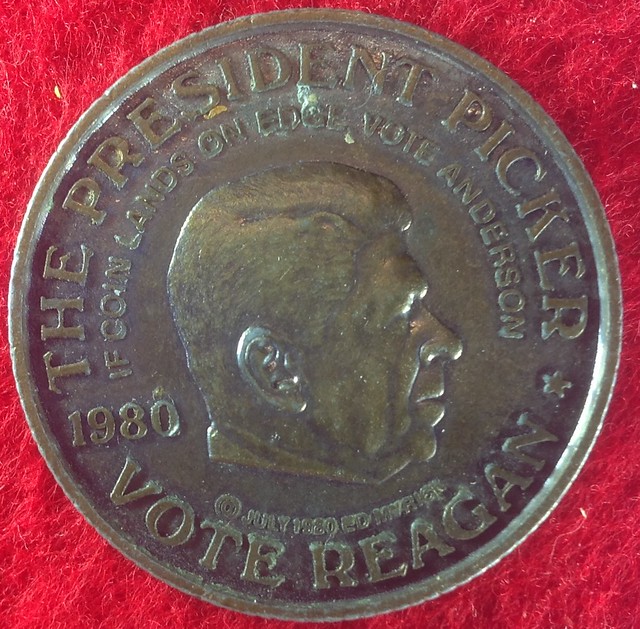 THE PRESIDENT PICKER
IF COIN LANDS ON EDGE VOTE ANDERSON
1980
© JULY 1980 ED
VOTE REAGAN